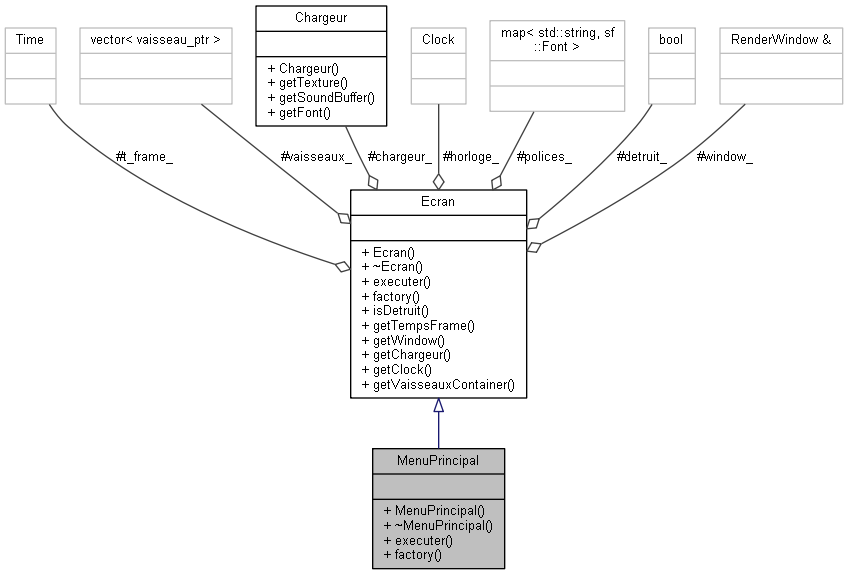 Chargeur
+ Chargeur()
+ getTexture()
+ getSoundBuffer()
+ getFont()
Time
vector< vaisseau_ptr >
Clock
map< std::string, sf
::Font >
bool
RenderWindow &
#t_frame_
#vaisseaux_
#chargeur_
#horloge_
#polices_
#detruit_
#window_
Ecran
+ Ecran()
+ ~Ecran()
+ executer()
+ factory()
+ isDetruit()
+ getTempsFrame()
+ getWindow()
+ getChargeur()
+ getClock()
+ getVaisseauxContainer()
MenuPrincipal
+ MenuPrincipal()
+ ~MenuPrincipal()
+ executer()
+ factory()